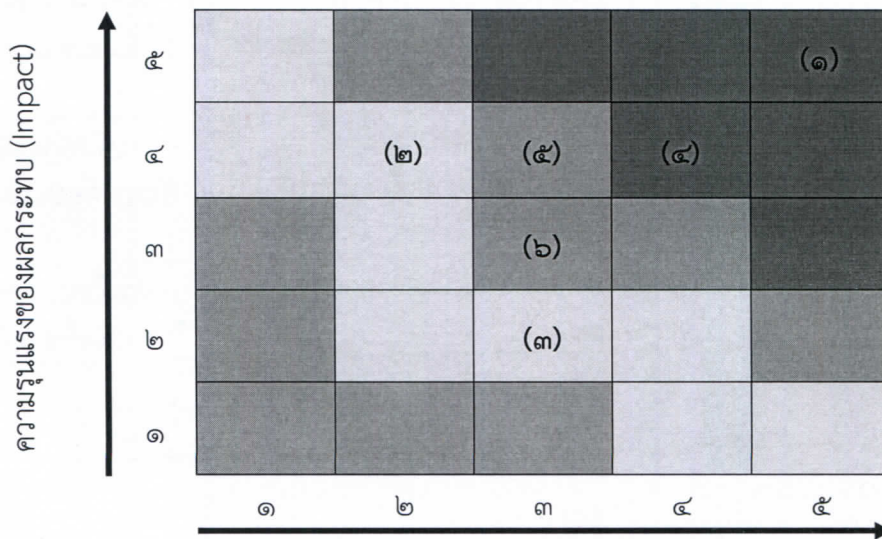 ความรุนแรงของผลกระทบ (Impact)
๕ (๑)
๔ (๒) (๕) (๔)
๓ (๖)
๒ (๓)
๑
๑ ๒ ๓ ๔ ๕